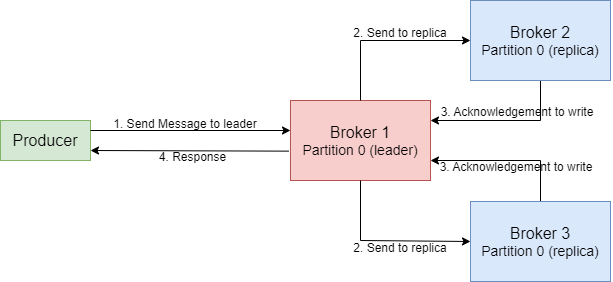 Broker 2
Partition 0 (replica)
2. Send to replica
3. Acknowledgement to write
1. Send Message to leader
Producer
4. Response
Broker 1
Partition 0 (leader)
3. Acknowledgement to write
2. Send to replica
Broker 3
Partition 0 (replica)